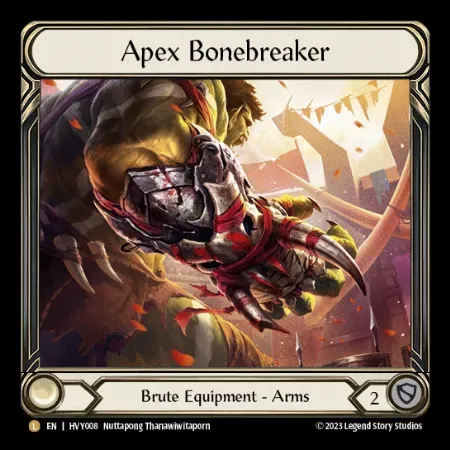 Apex Bonebreaker
Brute Equipment - Arms
2
L EN | HVY008 Nuttapong Thanawiwitaporn
©2023 Legend Story Studios